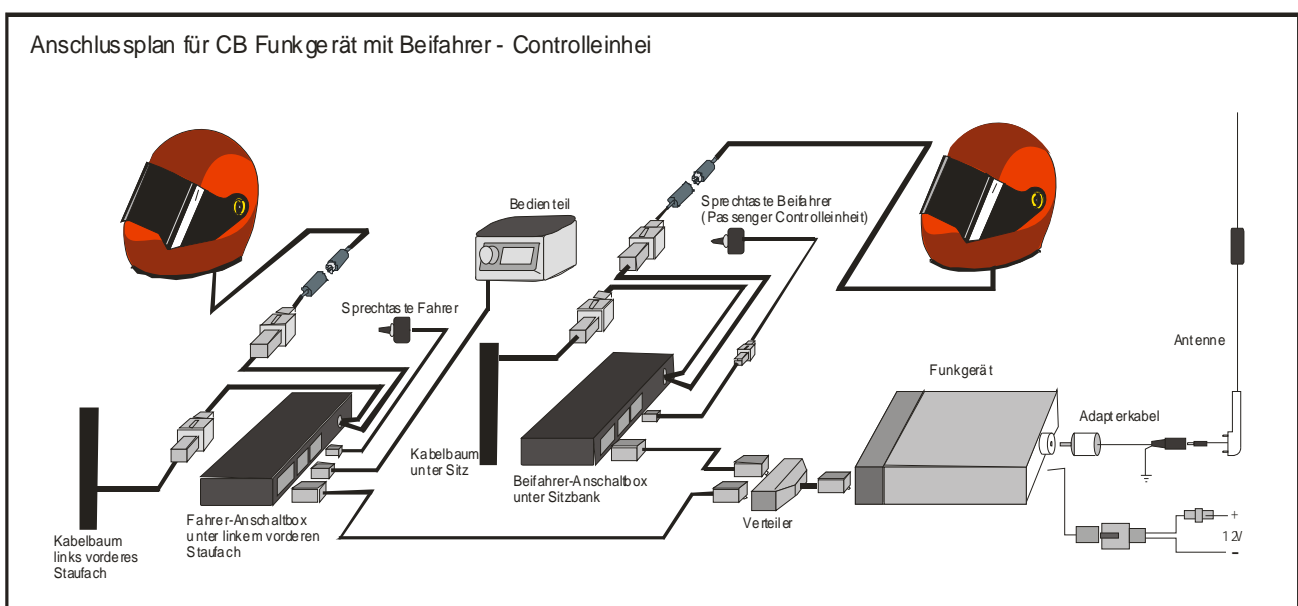 Anschlussplan für CB Funkgerät mit Beifahrer - Controlleinhei
Bedienteil
Sprechtaste Beifahrer
(Passenger Controlleinheit)
Sprechtaste Fahrer
Antenne
Funkgerät
Adapterkabel
Kabelbaum
unter Sitz
Beifahrer-Anschaltbox
unter Sitzbank
Verteiler
Fahrer-Anschaltbox
unter linkem vorderen
Staufach
Kabelbaum
links vorderes
Staufach
+
12V
-